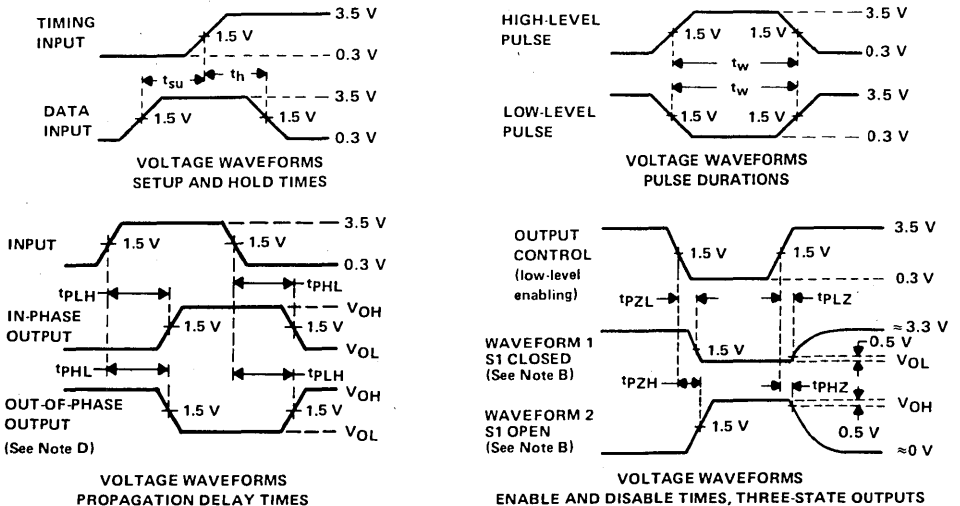 TIMING
INPUT
3.5 V
1.5 V
0.3 V
tsu
th
DATA
INPUT
3.5 V
1.5 V
1.5 V
0.3 V
VOLTAGE WAVEFORMS
SETUP AND HOLD TIMES
HIGH-LEVEL
PULSE
3.5 V
1.5 V
1.5 V
0.3 V
tw
tw
LOW-LEVEL
PULSE
3.5 V
1.5 V
1.5 V
0.3 V
VOLTAGE WAVEFORMS
PULSE DURATIONS
INPUT
3.5 V
1.5 V
1.5 V
0.3 V
tPLH
tPHL
IN-PHASE
OUTPUT
VOH
1.5 V
1.5 V
VOL
tPHL
tPLH
OUT-OF-PHASE
OUTPUT
(See Note D)
VOH
1.5 V
1.5 V
VOL
VOLTAGE WAVEFORMS
PROPAGATION DELAY TIMES
OUTPUT
CONTROL
(low-level
enabling)
3.5 V
1.5 V
1.5 V
0.3 V
tPZL
tPLZ
WAVEFORM 1
S1 CLOSED
(See Note B)
≈3.3 V
1.5 V
0.5 V
VOL
tPZH
tPHZ
WAVEFORM 2
S1 OPEN
(See Note B)
VOH
1.5 V
0.5 V
≈0 V
VOLTAGE WAVEFORMS
ENABLE AND DISABLE TIMES, THREE-STATE OUTPUTS